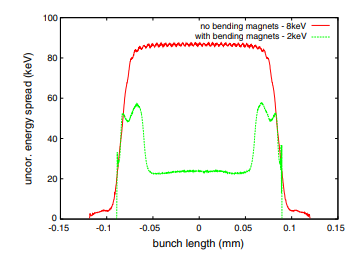 100
80
60
40
20
0
uncor. energy spread (keV)
no bending magnets - 8keV
with bending magnets - 2keV
-0.15 -0.1 -0.05 0 0.05 0.1 0.15
bunch length (mm)